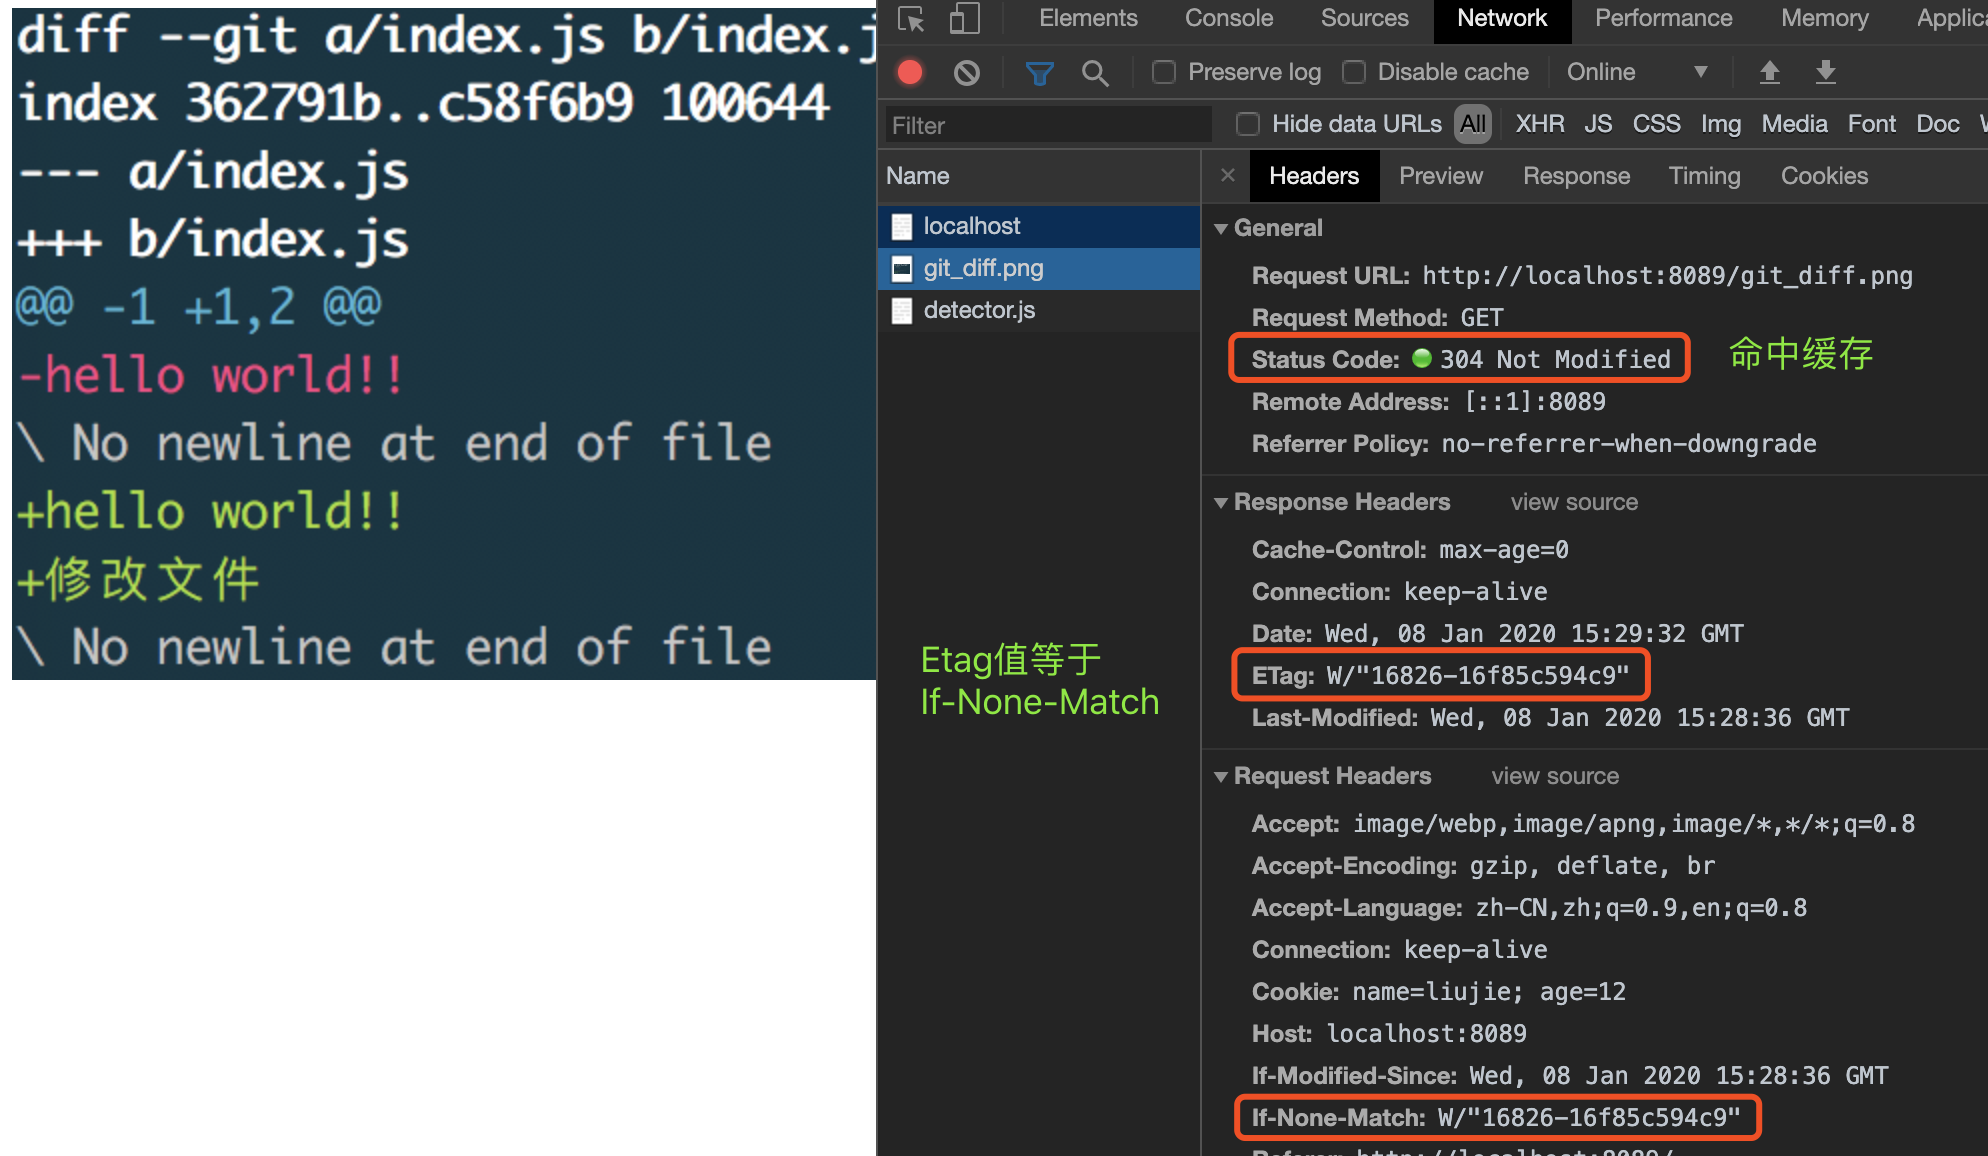 diff --git a/index.js b/index.j
index 362791b..c58f6b9 100644
--- a/index.js
+++ b/index.js
@@ -1 +1,2 @@
-hello world!!
\ No newline at end of file
+hello world!!
+修改文件
\ No newline at end of file
Elements Console Sources Network Performance Memory Applic
Preserve log Disable cache Online
Filter Hide data URLs All XHR JS CSS Img Media Font Doc
Name
localhost
git_diff.png
detector.js
Etag值等于
If-None-Match
Headers Preview Response Timing Cookies
General
Request URL: http://localhost:8089/git_diff.png
Request Method: GET
Status Code: 304 Not Modified 命中缓存
Remote Address: [::1]:8089
Referrer Policy: no-referrer-when-downgrade
Response Headers view source
Cache-Control: max-age=0
Connection: keep-alive
Date: Wed, 08 Jan 2020 15:29:32 GMT
ETag: W/"16826-16f85c594c9"
Last-Modified: Wed, 08 Jan 2020 15:28:36 GMT
Request Headers view source
Accept: image/webp,image/apng,image/*,*/*;q=0.8
Accept-Encoding: gzip, deflate, br
Accept-Language: zh-CN,zh;q=0.9,en;q=0.8
Connection: keep-alive
Cookie: name=liujie; age=12
Host: localhost:8089
If-Modified-Since: Wed, 08 Jan 2020 15:28:36 GMT
If-None-Match: W/"16826-16f85c594c9"
Referer: http://localhost:8089/